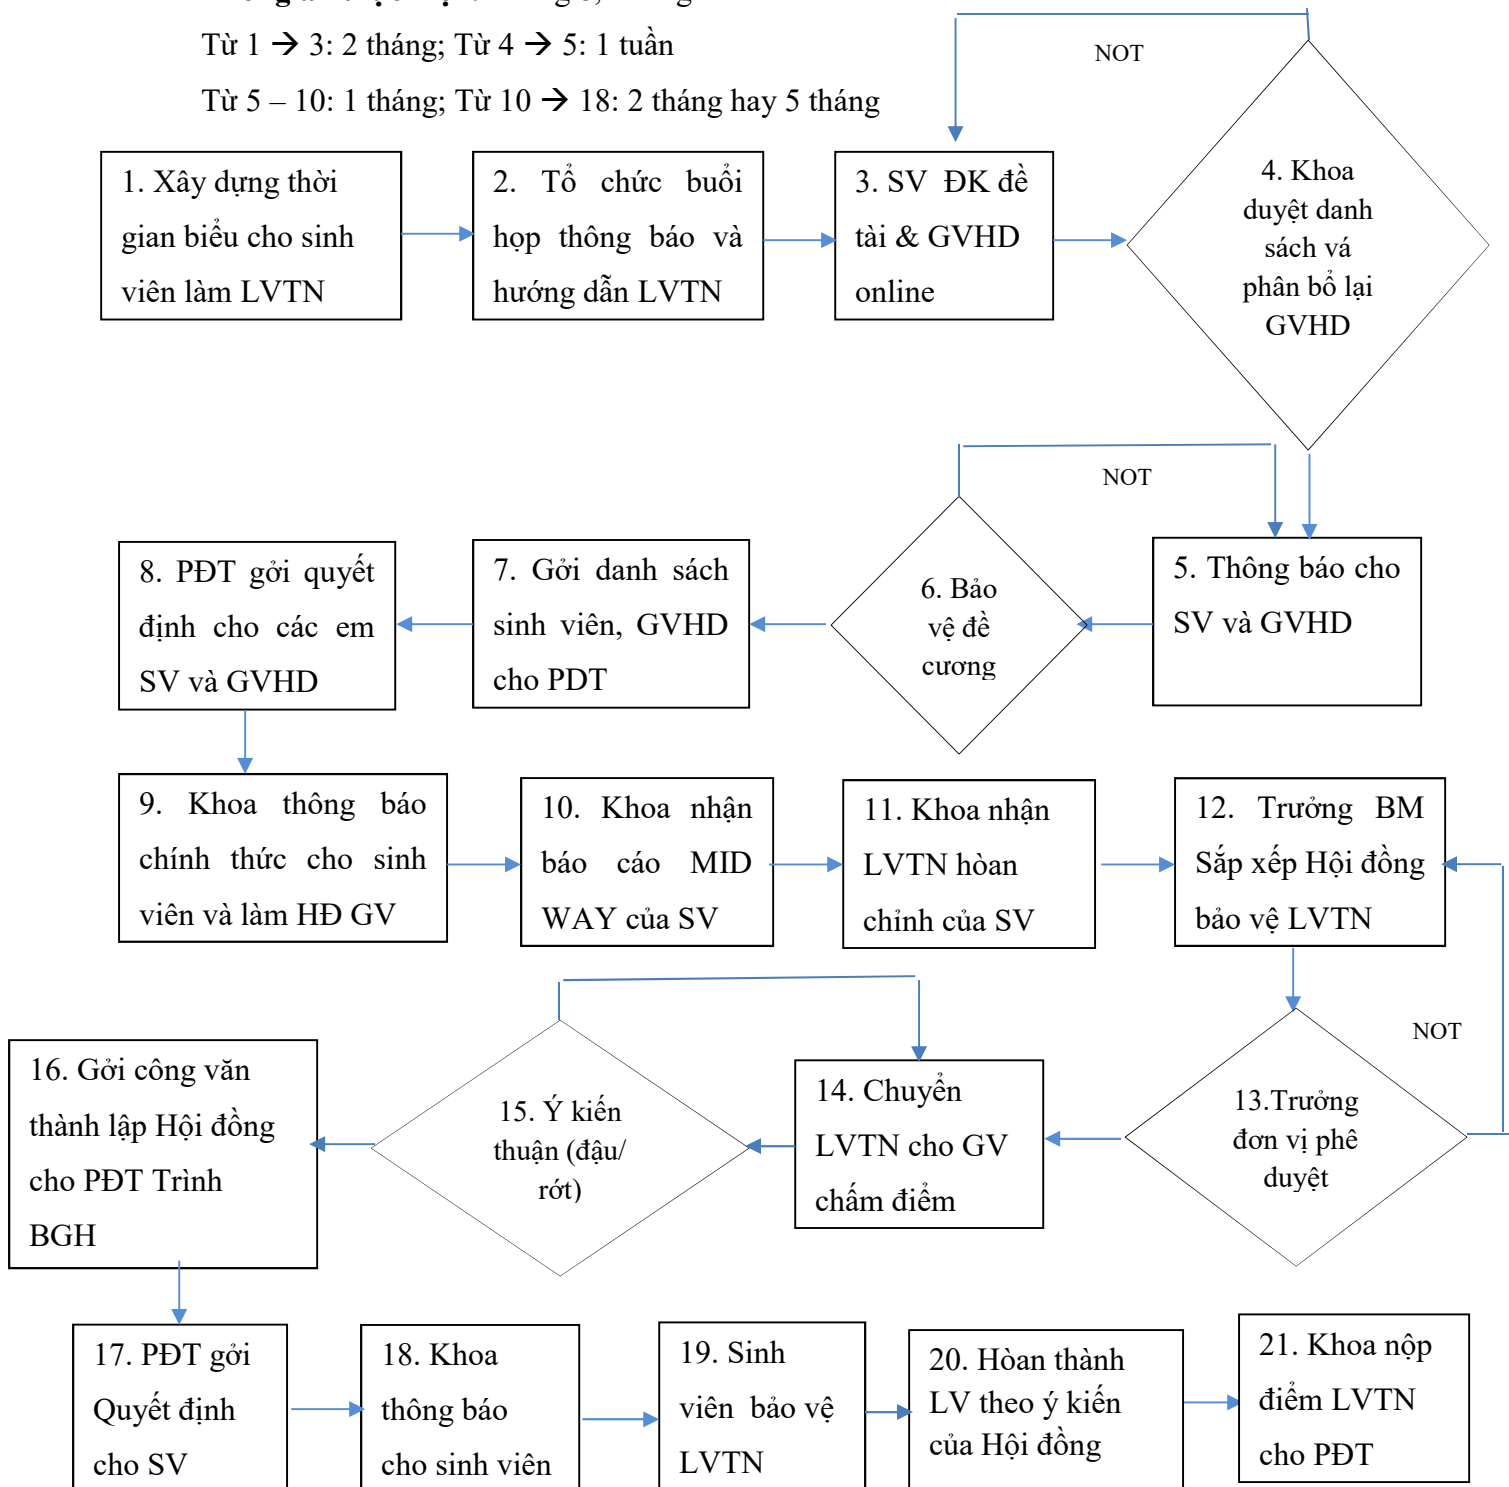 Từ 1 → 3: 2 tháng; Từ 4 → 5: 1 tuần
Từ 5 – 10: 1 tháng; Từ 10 → 18: 2 tháng hay 5 tháng
NOT
1. Xây dựng thời
gian biểu cho sinh
viên làm LVTN
2. Tổ chức buổi
họp thông báo và
hướng dẫn LVTN
3. SV ĐK đề
tài & GVHD
online
4. Khoa
duyệt danh
sách vá
phân bổ lại
GVHD
NOT
5. Thông báo cho
SV và GVHD
6. Bảo
vệ đề
cương
7. Gởi danh sách
sinh viên, GVHD
cho PDT
8. PĐT gởi quyết
định cho các em
SV và GVHD
9. Khoa thông báo
chính thức cho sinh
viên và làm HĐ GV
10. Khoa nhận
báo cáo MID
WAY của SV
11. Khoa nhận
LVTN hòan
chỉnh của SV
12. Trưởng BM
Sắp xếp Hội đồng
bảo vệ LVTN
NOT
13.Trưởng
đơn vị phê
duyệt
14. Chuyển
LVTN cho GV
chấm điểm
15. Ý kiến
thuận (đậu/
rớt)
16. Gởi công văn
thành lập Hội đồng
cho PĐT Trình
BGH
17. PĐT gởi
Quyết định
cho SV
18. Khoa
thông báo
cho sinh viên
19. Sinh
viên bảo vệ
LVTN
20. Hòan thành
LV theo ý kiến
của Hội đồng
21. Khoa nộp
điểm LVTN
cho PĐT